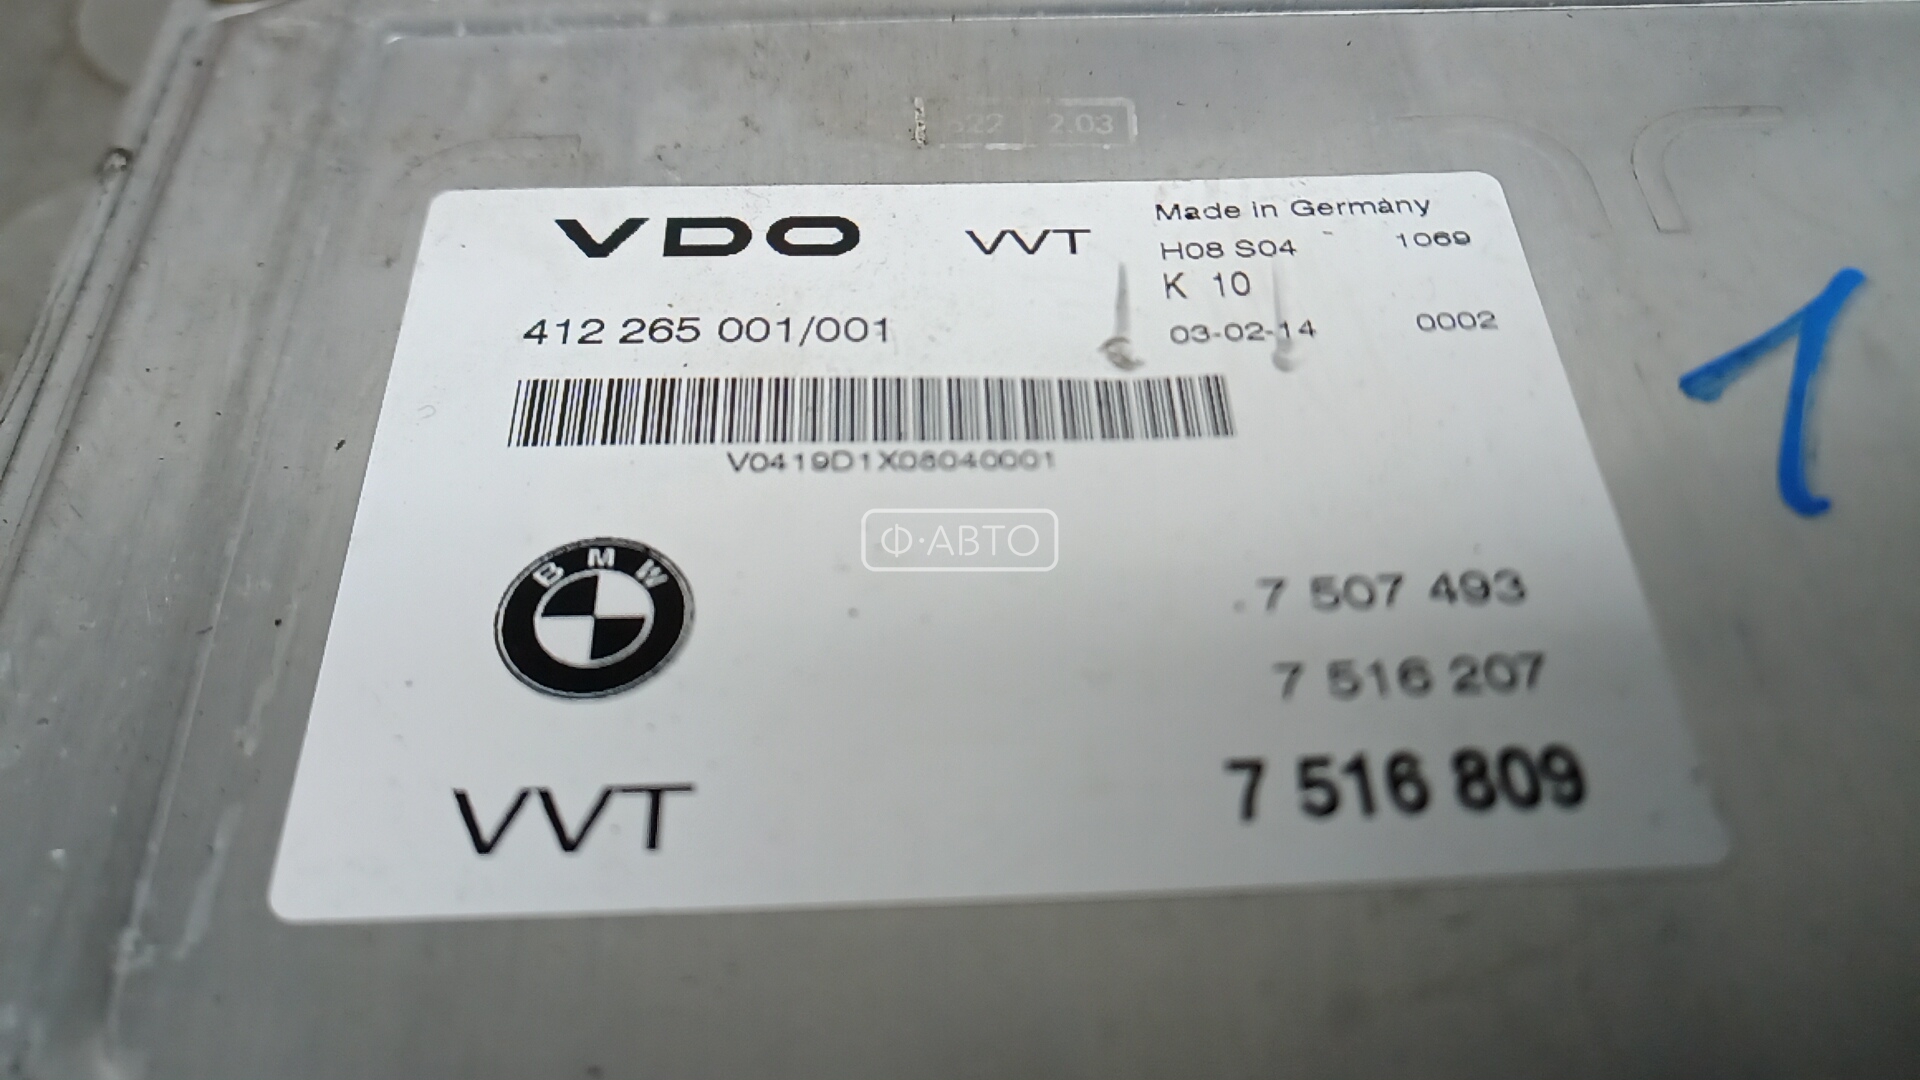 2.03
VDO VVT Made in Germany
H08 S04 1069
K 10
412 265 001/001 03-02-14 0002
V0419D1X08040001
Ф·АВТО
BMW
7 507 493
7 516 207
VVT 7 516 809
1